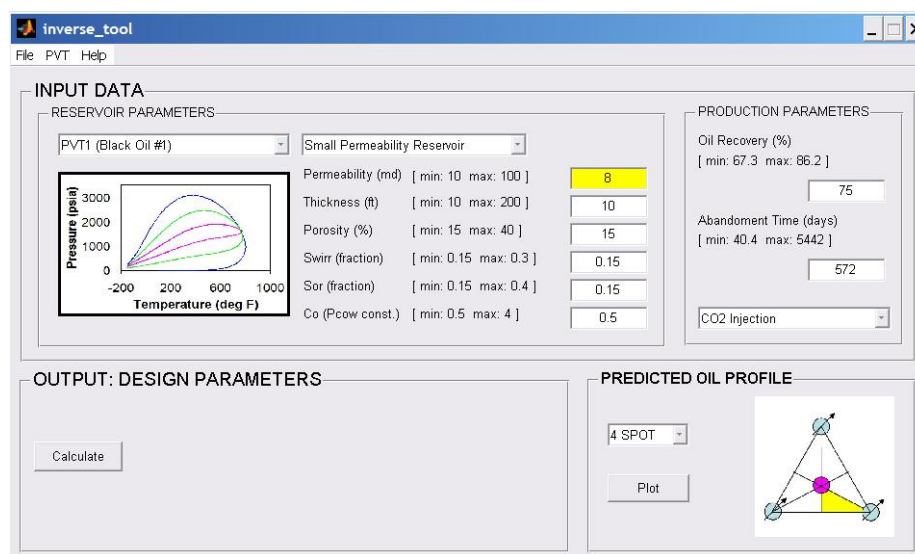 inverse_tool
File PVT Help
INPUT DATA
RESERVOIR PARAMETERS
PVT1 (Black Oil #1)
Small Permeability Reservoir
Pressure (psia)
3000
2000
1000
0
-200 200 600 1000
Temperature (deg F)
Permeability (md) [ min: 10 max: 100 ] 8
Thickness (ft) [ min: 10 max: 200 ] 10
Porosity (%) [ min: 15 max: 40 ] 15
Swirr (fraction) [ min: 0.15 max: 0.3 ] 0.15
Sor (fraction) [ min: 0.15 max: 0.4 ] 0.15
Co (Pcow const.) [ min: 0.5 max: 4 ] 0.5
PRODUCTION PARAMETERS
Oil Recovery (%)
[ min: 67.3 max: 86.2 ]
75
Abandoment Time (days)
[ min: 40.4 max: 5442 ]
572
CO2 Injection
OUTPUT: DESIGN PARAMETERS
Calculate
PREDICTED OIL PROFILE
4 SPOT
Plot